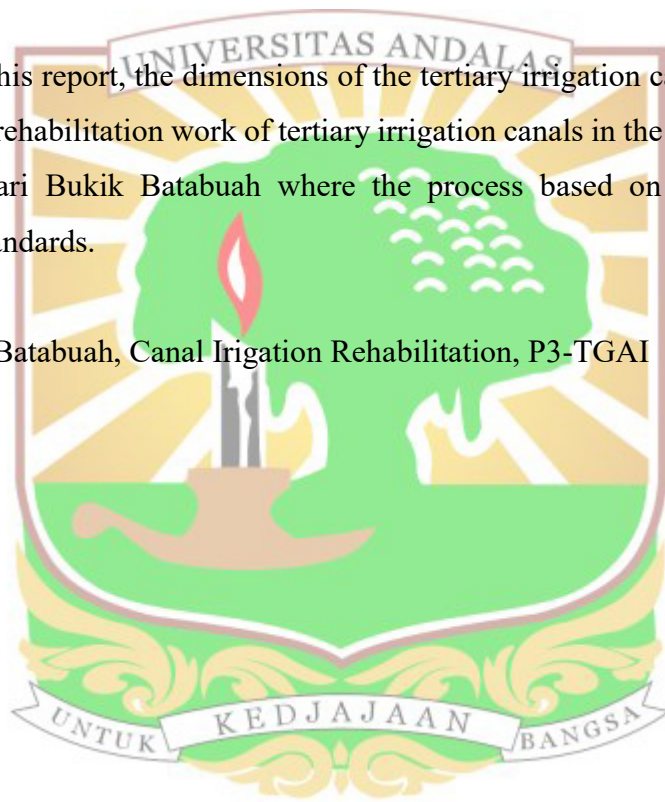 UNIVERSITAS ANDALAS
his report, the dimensions of the tertiary irrigation ca
rehabilitation work of tertiary irrigation canals in the
ari Bukik Batabuah where the process based on
ndards.
Batabuah, Canal Irigation Rehabilitation, P3-TGAI
UNTUK KEDJAJAAN BANGSA